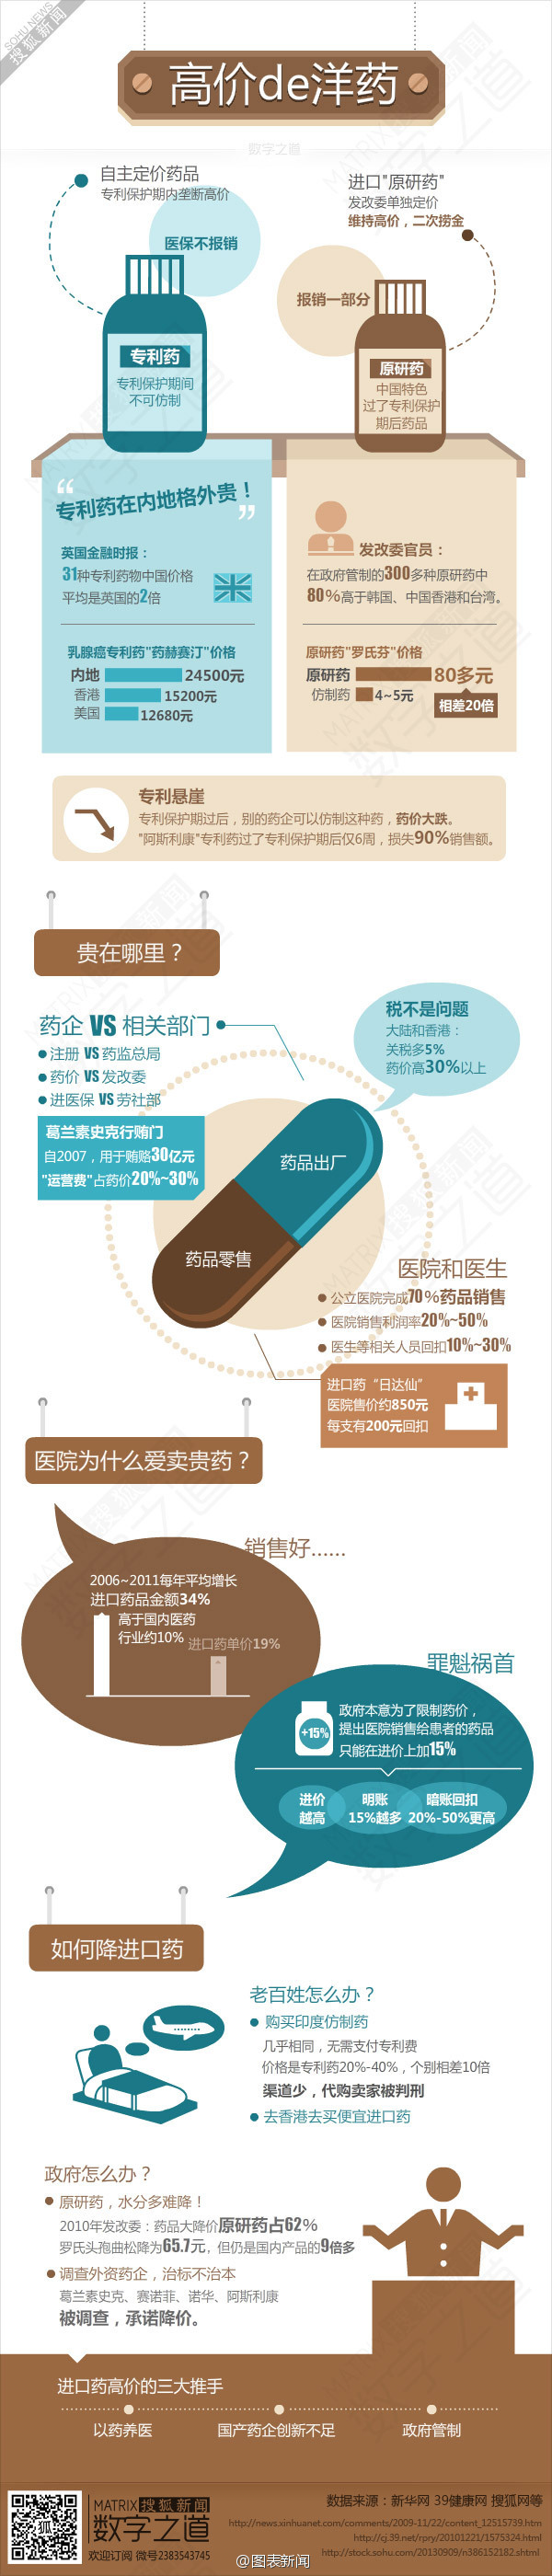 SOHU NEWS
搜狐新闻
高价de洋药
数字之道
自主定价药品
专利保护期内垄断高价
医保不报销
进口"原研药"
发改委单独定价
维持高价，二次捞金
报销一部分
专利药
专利保护期间
不可仿制
原研药
中国特色
过了专利保护
期后药品
“专利药在内地格外贵！”
英国金融时报：
31种专利药物中国价格
平均是英国的2倍
乳腺癌专利药"药赫赛汀"价格
内地 24500元
香港 15200元
美国 12680元
发改委官员：
在政府管制的300多种原研药中
80%高于韩国、中国香港和台湾。
原研药"罗氏芬"价格
原研药 80多元
仿制药 4~5元
相差20倍
专利悬崖
专利保护期过后，别的药企可以仿制这种药，药价大跌。
"阿斯利康"专利药过了专利保护期后仅6周，损失90%销售额。
贵在哪里？
药企 VS 相关部门
注册 VS 药监总局
药价 VS 发改委
进医保 VS 劳社部
葛兰素史克行贿门
自2007，用于贿赂30亿元
"运营费"占药价20%~30%
税不是问题
大陆和香港：
关税多5%
药价高30%以上
药品出厂
药品零售
医院和医生
公立医院完成70%药品销售
医院销售利润率20%~50%
医生等相关人员回扣10%~30%
进口药“日达仙”
医院售价约850元
每支有200元回扣
医院为什么爱卖贵药？
销售好......
2006~2011每年平均增长
进口药品金额34%
高于国内医药
行业约10%
进口药单价19%
罪魁祸首
+15%
政府本意为了限制药价，
提出医院销售给患者的药品
只能在进价上加15%
进价
越高
明账
15%越多
暗账回扣
20%-50%更高
如何降进口药
老百姓怎么办？
购买印度仿制药
几乎相同，无需支付专利费
价格是专利药20%-40%，个别相差10倍
渠道少，代购卖家被判刑
去香港去买便宜进口药
政府怎么办？
原研药，水分多难降！
2010年发改委：药品大降价原研药占62%
罗氏头孢曲松降为65.7元，但仍是国内产品的9倍多
调查外资药企，治标不治本
葛兰素史克、赛诺菲、诺华、阿斯利康
被调查，承诺降价。
进口药高价的三大推手
以药养医
国产药企创新不足
政府管制
MATRIX 搜狐新闻
数字之道
欢迎订阅 微号2383543745
狐
数据来源：新华网 39健康网 搜狐网等
http://news.xinhuanet.com/comments/2009-11/22/content_12515739.htm
http://cj.39.net/rpry/20101221/1575324.html
http://stock.sohu.com/20130909/n386152182.shtml
@图表新闻